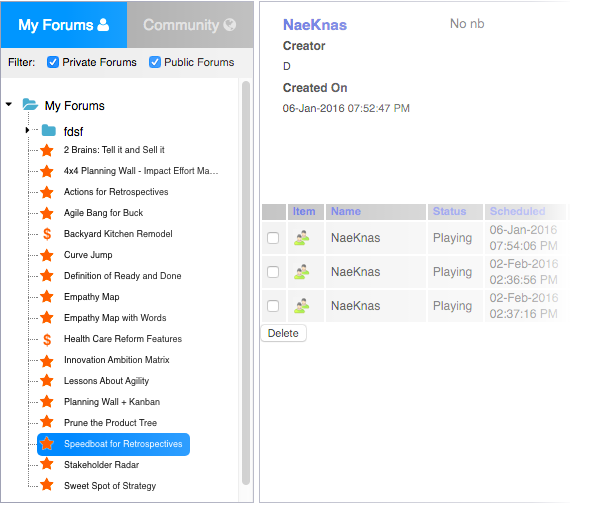 My Forums
Community
Filter:
Private Forums
Public Forums
My Forums
fdsf
2 Brains: Tell it and Sell it
4x4 Planning Wall - Impact Effort Ma...
Actions for Retrospectives
Agile Bang for Buck
$ Backyard Kitchen Remodel
Curve Jump
Definition of Ready and Done
Empathy Map
Empathy Map with Words
$ Health Care Reform Features
Innovation Ambition Matrix
Lessons About Agility
Planning Wall + Kanban
Prune the Product Tree
Speedboat for Retrospectives
Stakeholder Radar
Sweet Spot of Strategy
NaeKnas
No nb
Creator
D
Created On
06-Jan-2016 07:52:47 PM
Item Name Status Scheduled
NaeKnas Playing 06-Jan-2016
07:54:06 PM
NaeKnas Playing 02-Feb-2016
02:36:56 PM
NaeKnas Playing 02-Feb-2016
02:37:16 PM
Delete